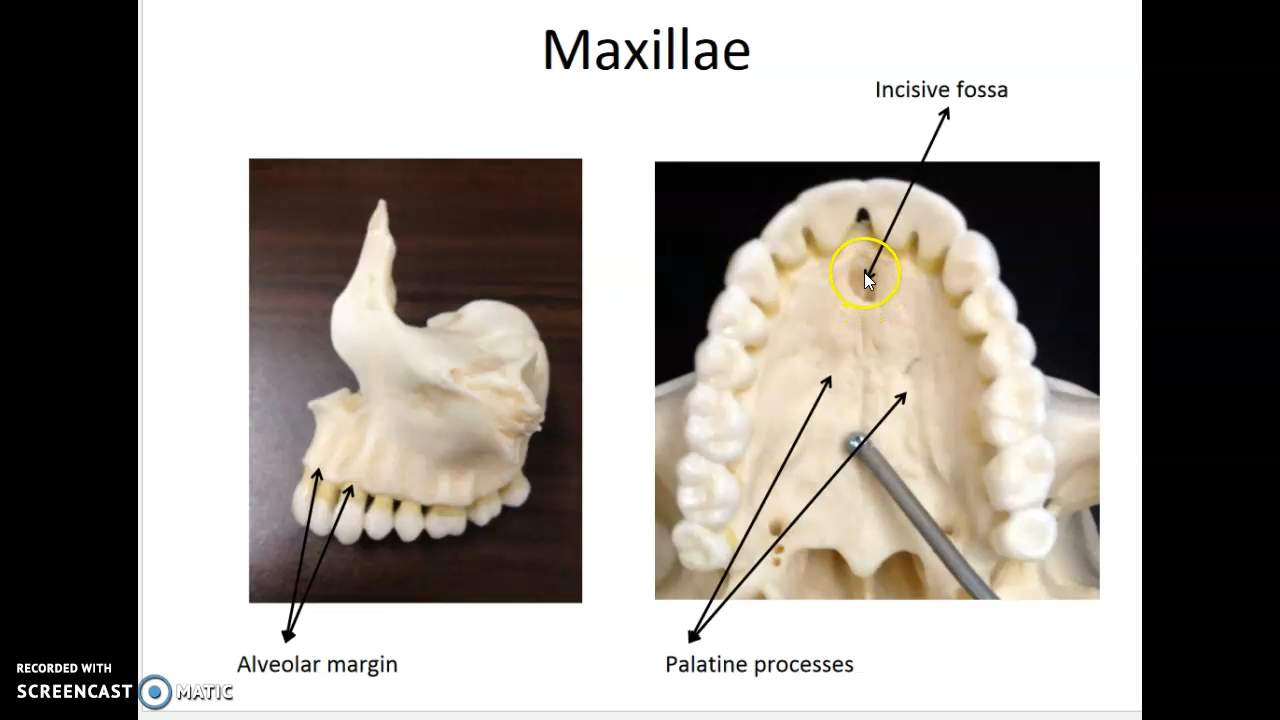 Maxillae
Incisive fossa
Alveolar margin
Palatine processes
RECORDED WITH
SCREENCAST MATIC